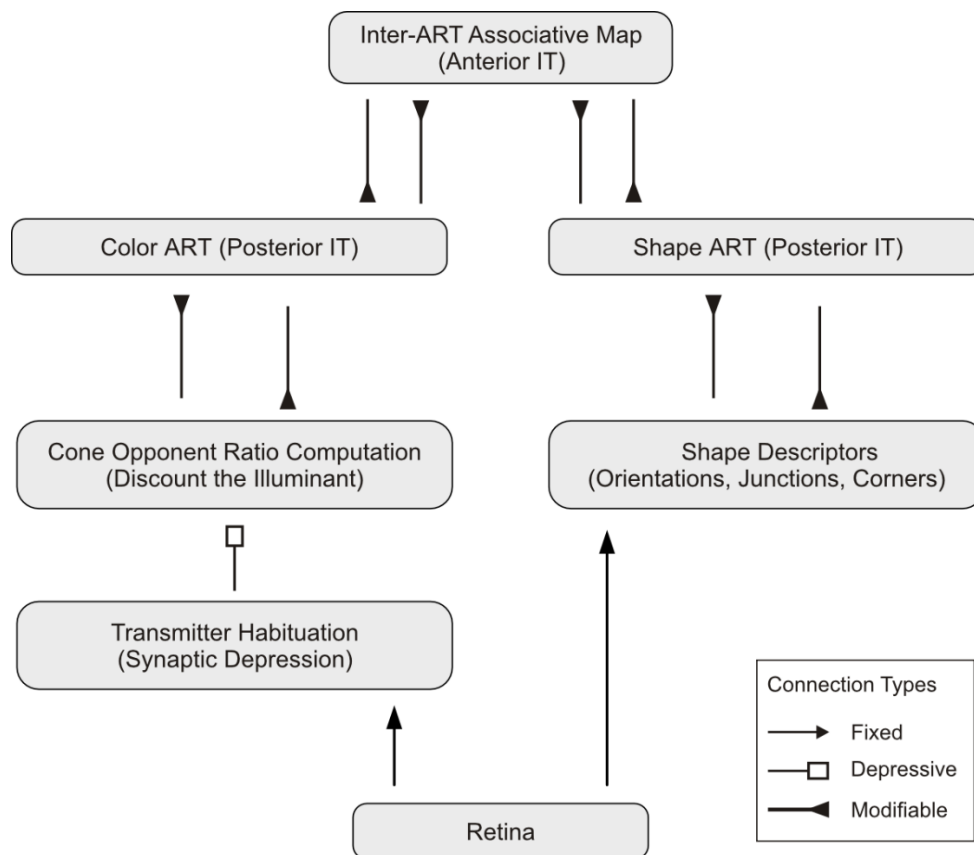 Inter-ART Associative Map
(Anterior IT)
Color ART (Posterior IT)
Shape ART (Posterior IT)
Cone Opponent Ratio Computation
(Discount the Illuminant)
Shape Descriptors
(Orientations, Junctions, Corners)
Transmitter Habituation
(Synaptic Depression)
Retina
Connection Types
Fixed
Depressive
Modifiable